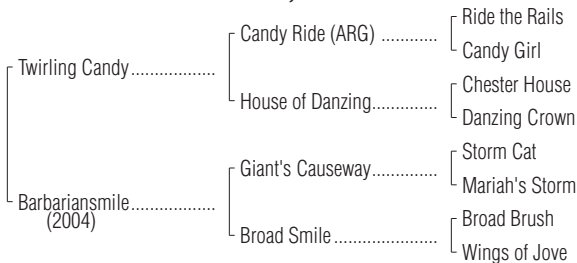 Ride the Rails
Candy Ride (ARG) ............
Candy Girl
Twirling Candy..................
Chester House
House of Danzing..............
Danzing Crown
Storm Cat
Giant's Causeway..............
Mariah's Storm
Barbariansmile..................
(2004)
Broad Brush
Broad Smile ......................
Wings of Jove